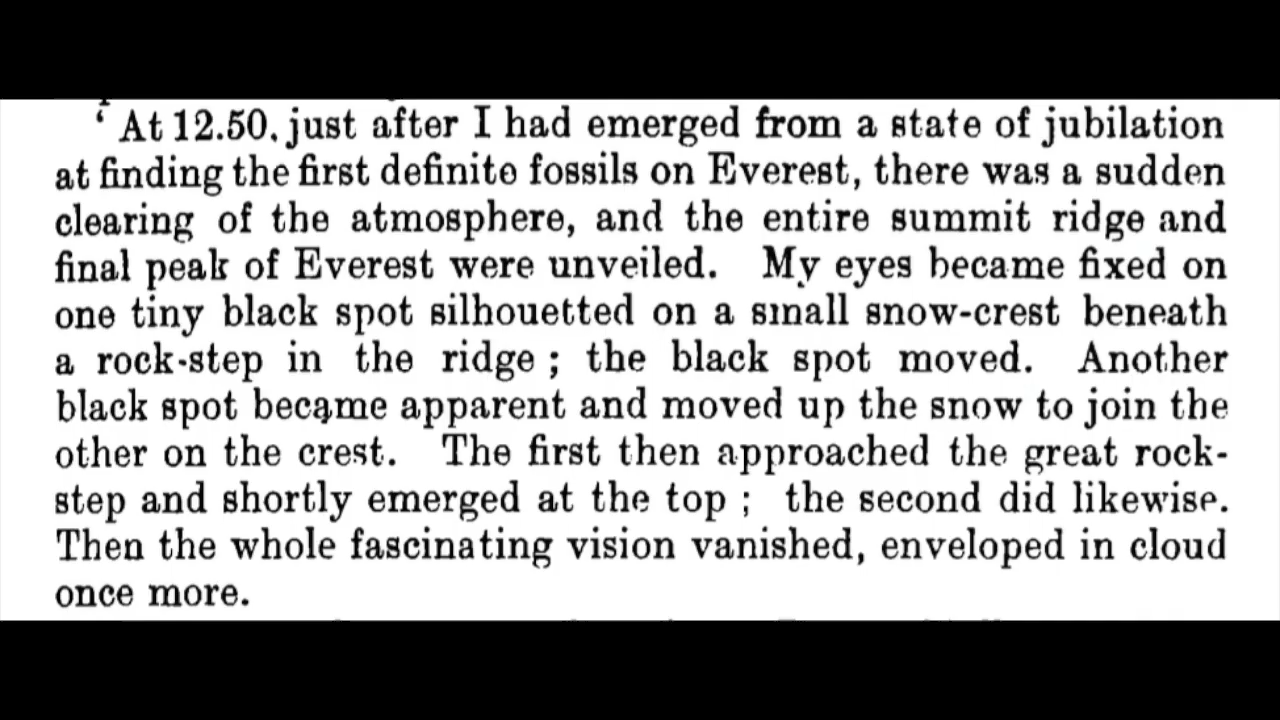 ‘ At 12.50, just after I had emerged from a state of jubilation
at finding the first definite fossils on Everest, there was a sudden
clearing of the atmosphere, and the entire summit ridge and
final peak of Everest were unveiled. My eyes became fixed on
one tiny black spot silhouetted on a small snow-crest beneath
a rock-step in the ridge ; the black spot moved. Another
black spot became apparent and moved up the snow to join the
other on the crest. The first then approached the great rock-
step and shortly emerged at the top ; the second did likewise.
Then the whole fascinating vision vanished, enveloped in cloud
once more.